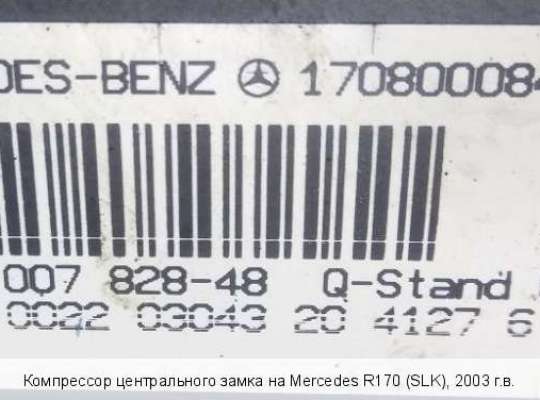 DES-BENZ 170800084
007 828-48 Q-Stand
0022 03043 20 4127 6
Компрессор центрального замка на Mercedes R170 (SLK), 2003 г.в.